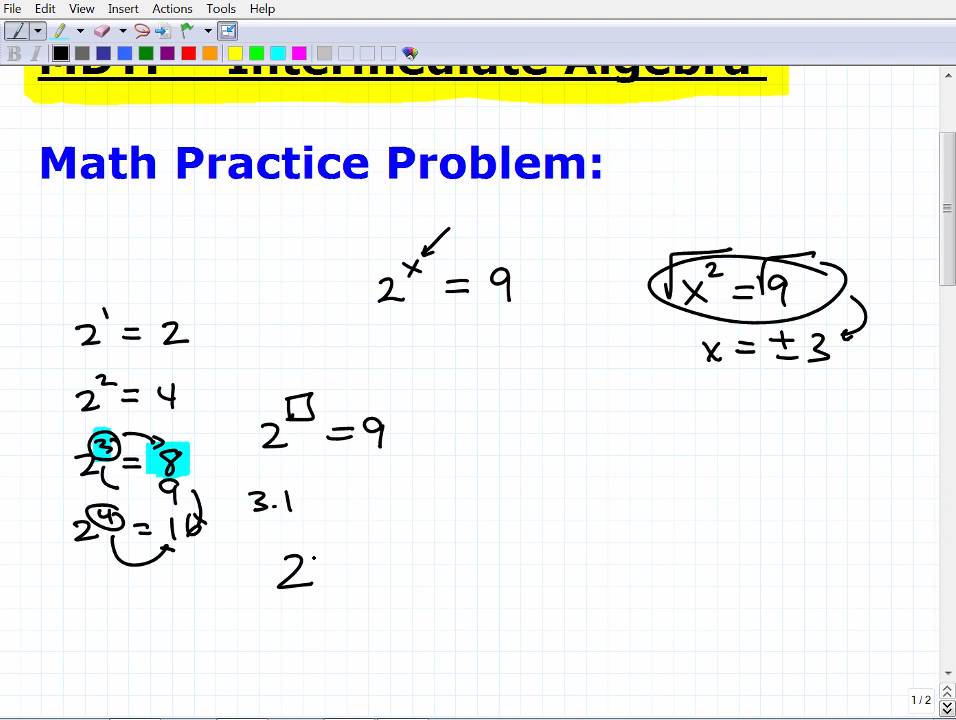 File Edit View Insert Actions Tools Help
B I
Intermediate Algebra
Math Practice Problem:
2^x = 9
√x² = √9
x = ± 3
2¹ = 2
2² = 4
2³ = 8
9
2⁴ = 16
2^□ = 9
3.1
2
1 / 2